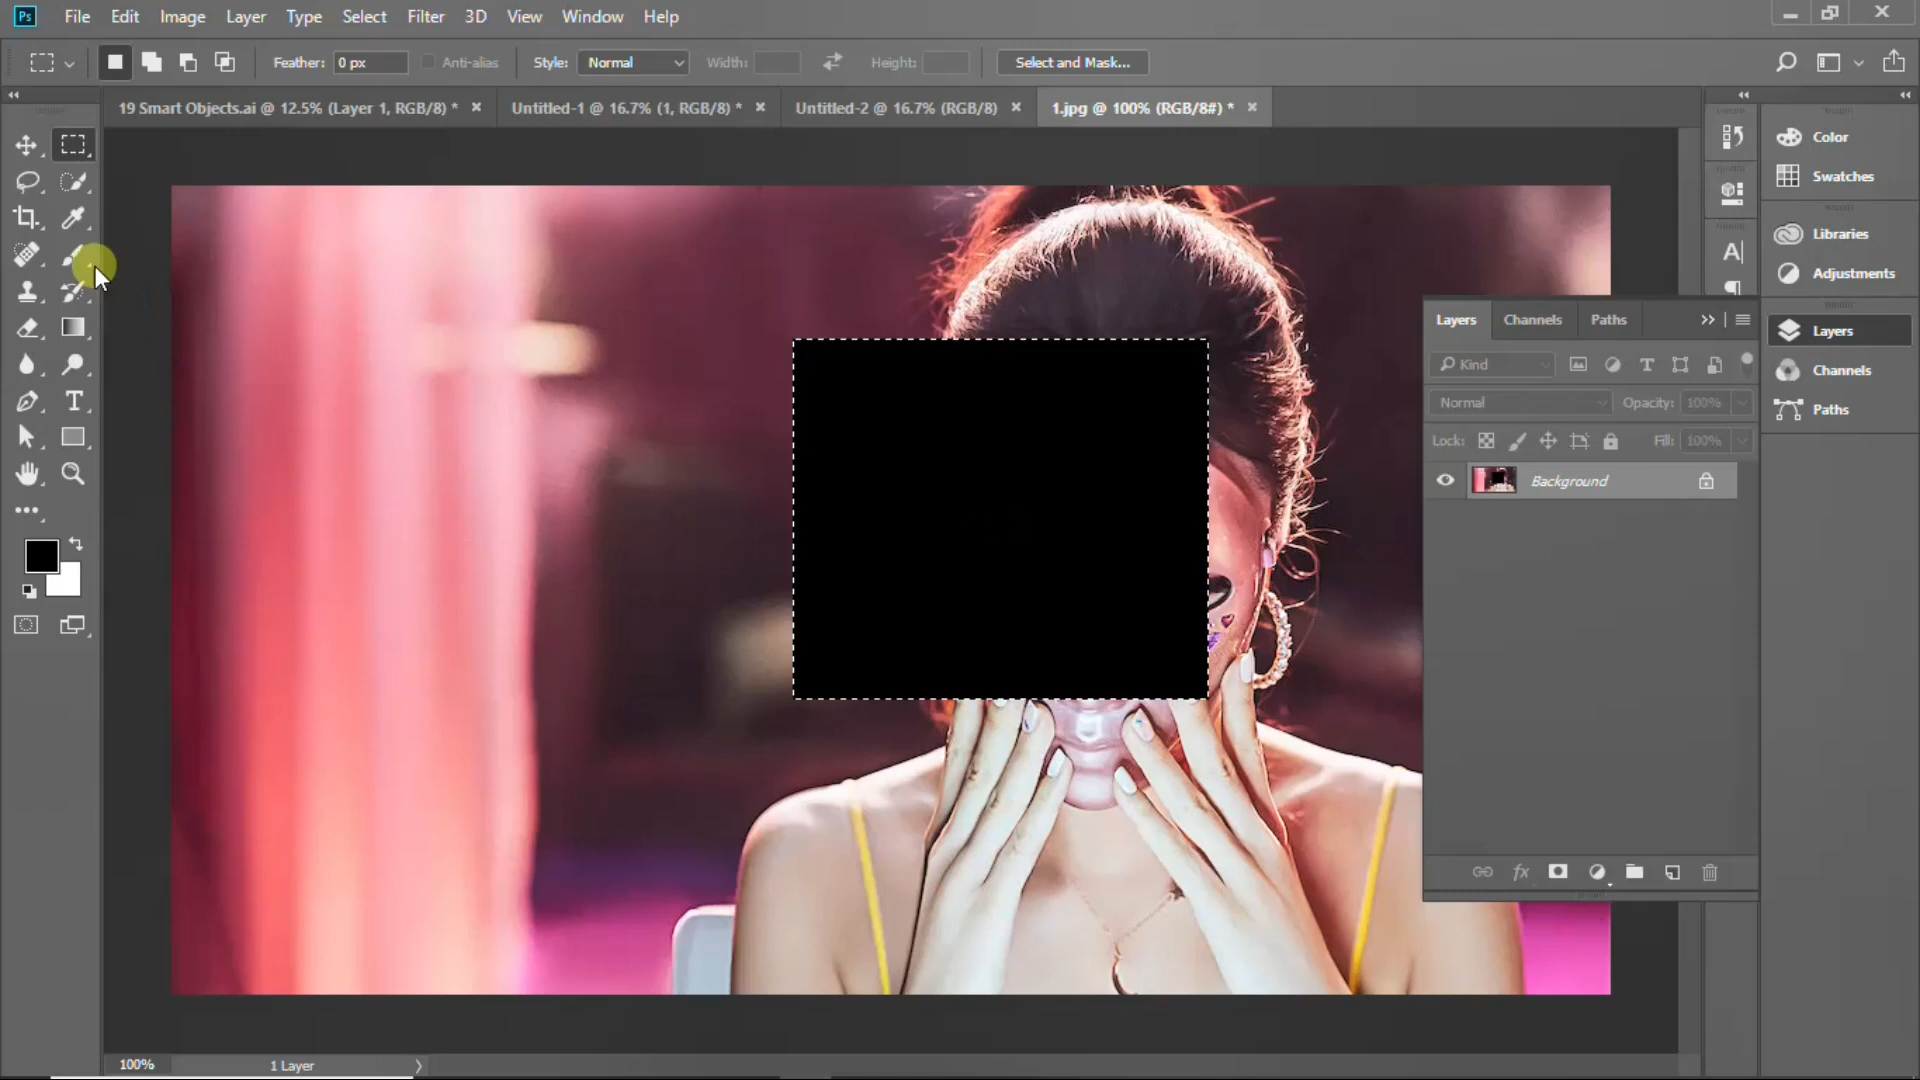 Ps File Edit Image Layer Type Select Filter 3D View Window Help
Feather: 0 px Anti-alias Style: Normal Width: Height: Select and Mask...
19 Smart Objects.ai @ 12.5% (Layer 1, RGB/8) * Untitled-1 @ 16.7% (1, RGB/8) * Untitled-2 @ 16.7% (RGB/8) 1.jpg @ 100% (RGB/8#) *
Color
Swatches
Libraries
Adjustments
Layers
Channels
Paths
Layers Channels Paths
Kind
Normal Opacity: 100%
Lock: Fill: 100%
Background
100% 1 Layer